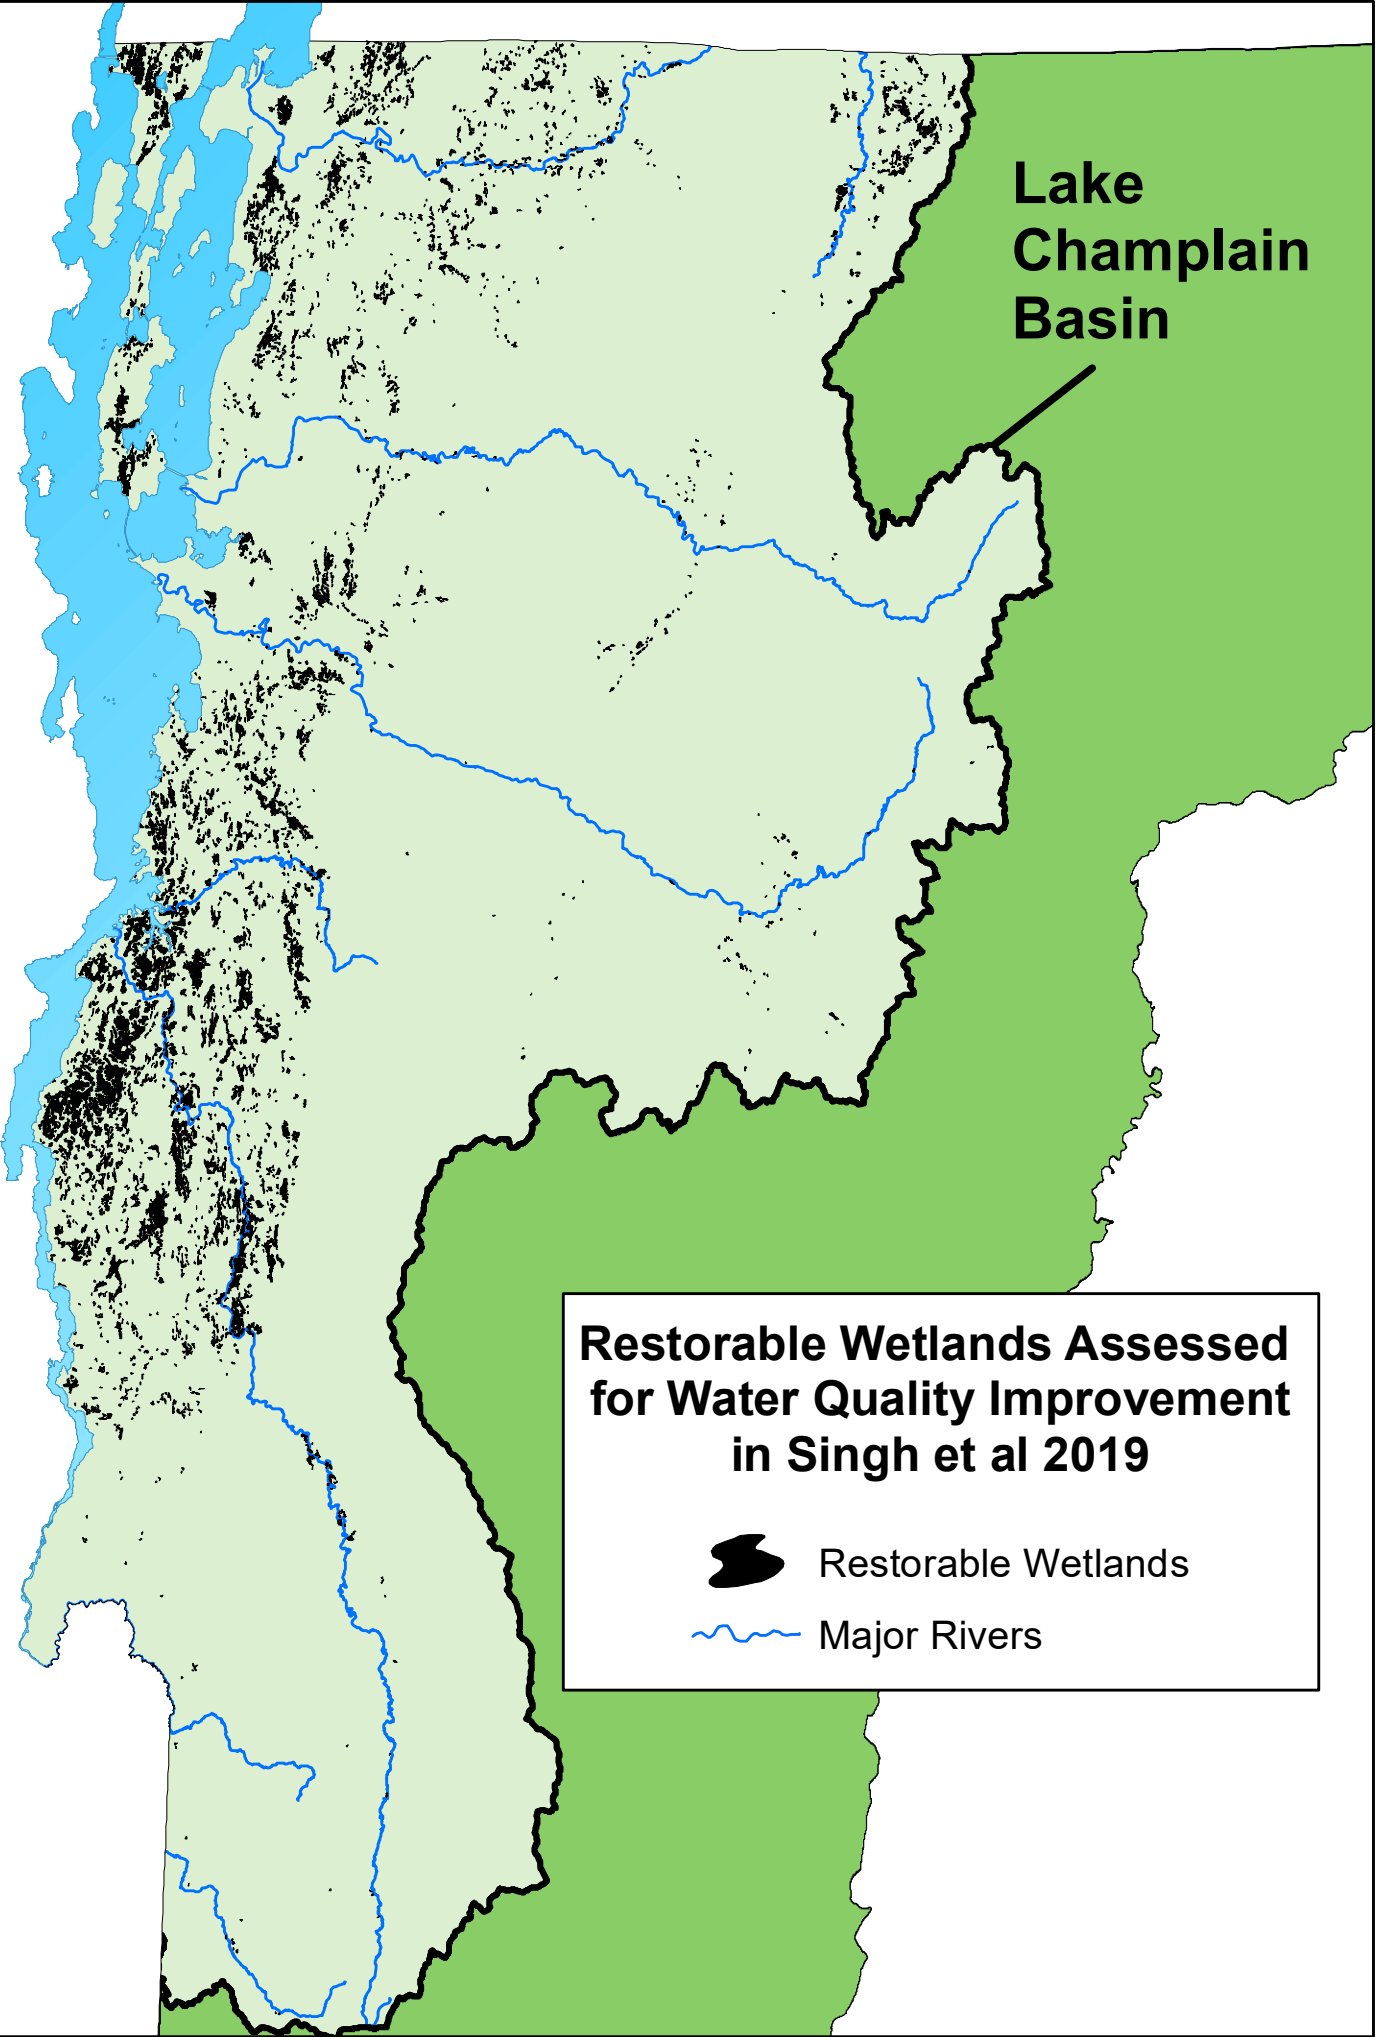 Lake
Champlain
Basin
Restorable Wetlands Assessed
for Water Quality Improvement
in Singh et al 2019
Restorable Wetlands
Major Rivers